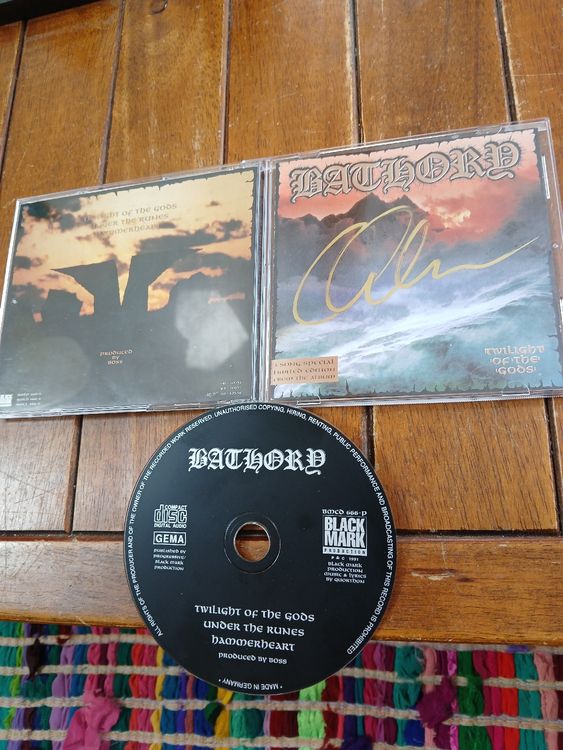 TWILIGHT OF THE GODS
UNDER THE RUNES
HAMMERHEART
PRODUCED
BY
BOSS
BATHORY
3 SONG SPECIAL
LIMITED EDITION
FROM THE ALBUM
TWILIGHT
OF THE
GODS
BATHORY
COMPACT
disc
DIGITAL AUDIO
GEMA
PUBLISHED BY
PROGRESSIVE/
BLACK MARK
PRODUCTION
BMCD 666-P
BLACK
MARK
PRODUCTION
P & C 1991
BLACK MARK
PRODUCTION
MUSIC & LYRICS
BY QUORTHON
TWILIGHT OF THE GODS
UNDER THE RUNES
HAMMERHEART
PRODUCED BY BOSS
ALL RIGHTS OF THE PRODUCER AND OF THE OWNER OF THE RECORDED WORK RESERVED. UNAUTHORISED COPYING, HIRING, RENTING, PUBLIC PERFORMANCE AND BROADCASTING OF THIS RECORD IS PROHIBITED
• MADE IN GERMANY •